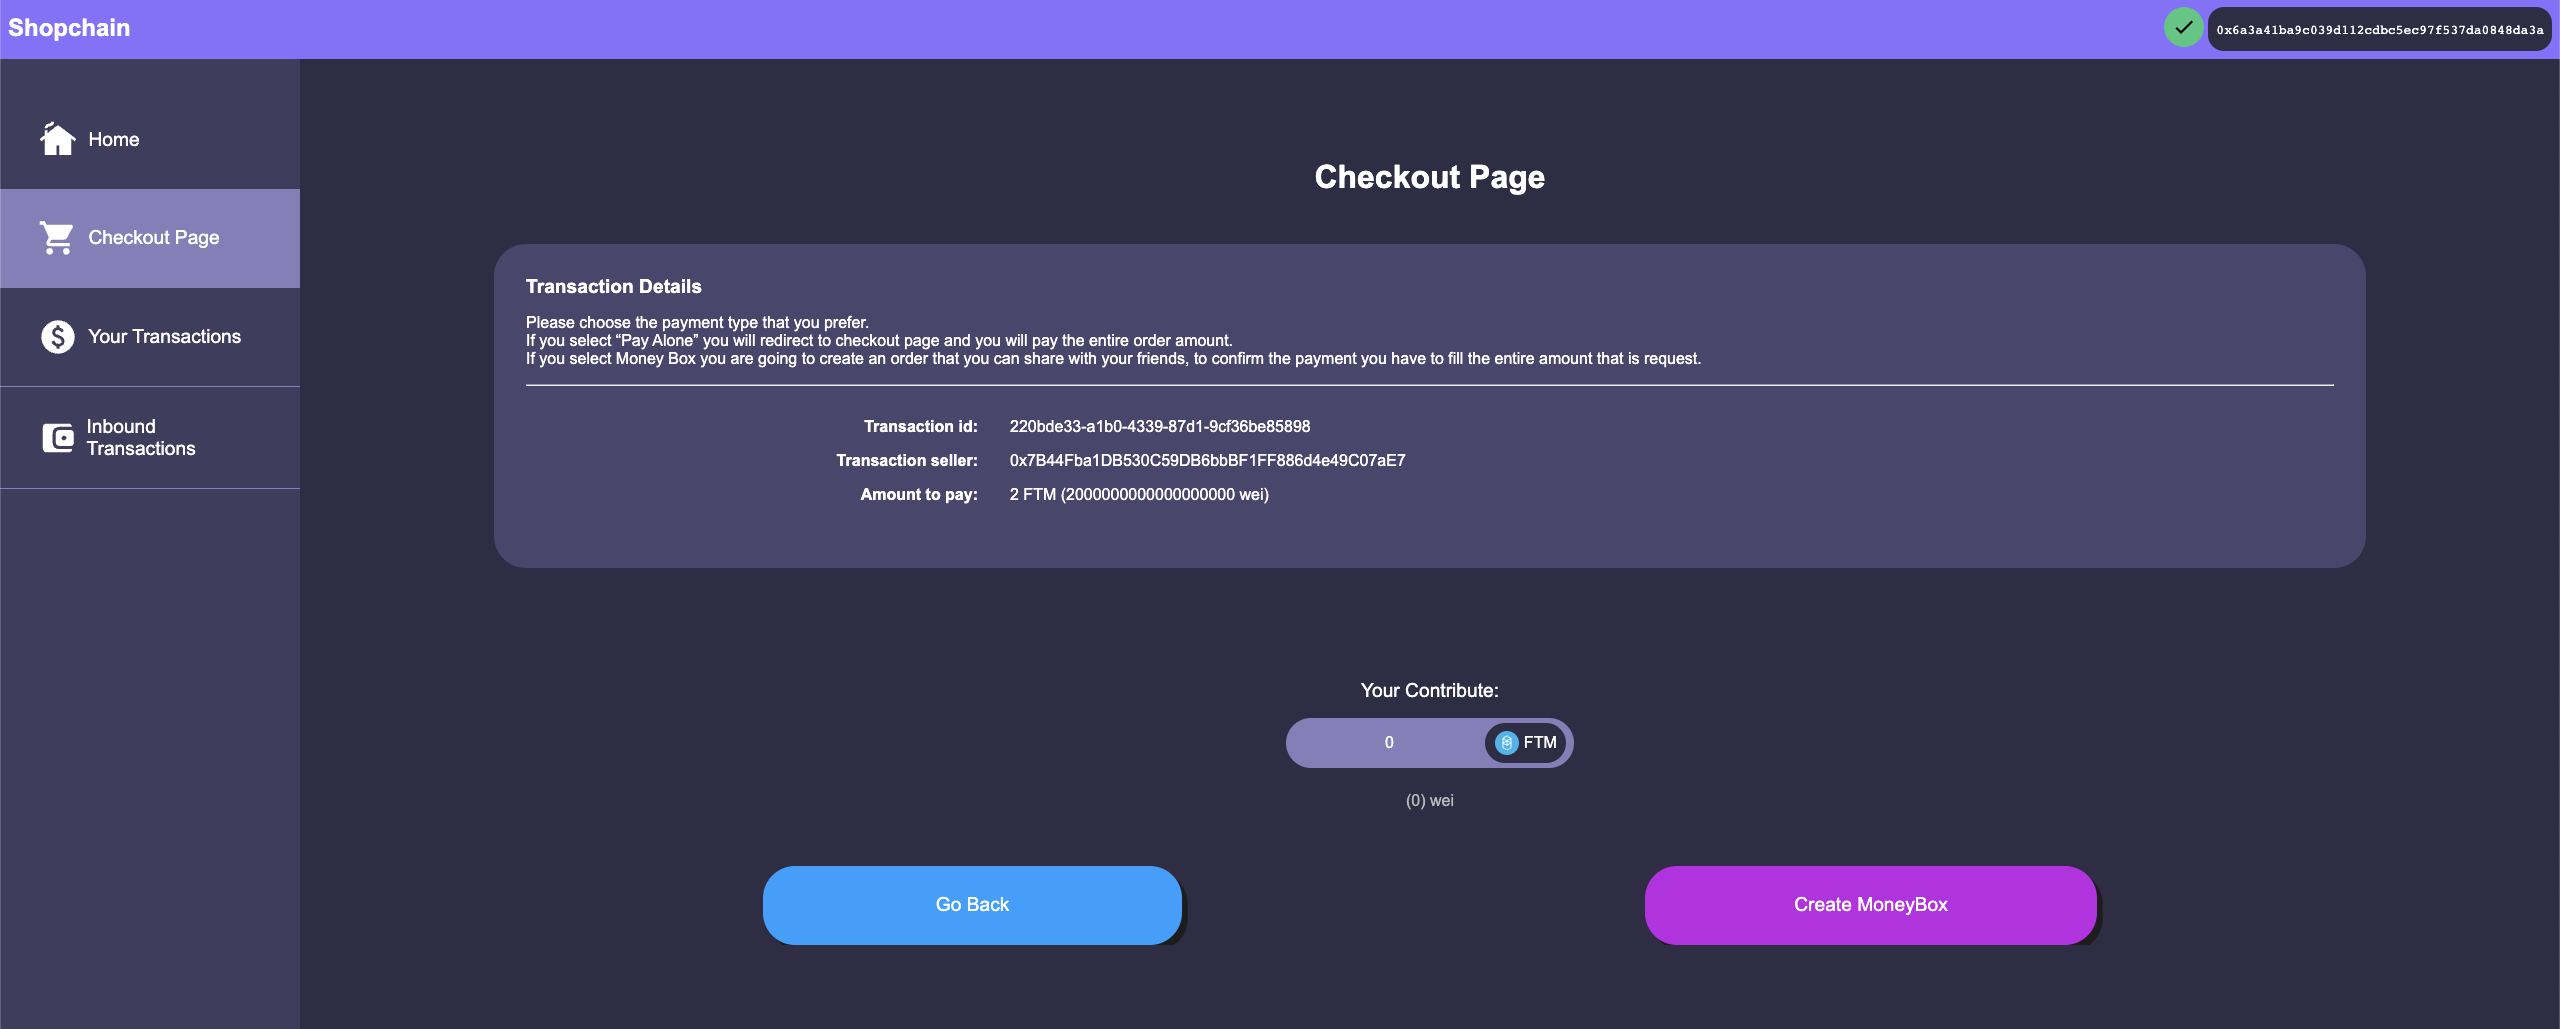 Shopchain
0x6a3a41ba9c039d112cdbc5ec97f537da0848da3a
Home
Checkout Page
Your Transactions
Inbound
Transactions
Checkout Page
Transaction Details
Please choose the payment type that you prefer.
If you select “Pay Alone” you will redirect to checkout page and you will pay the entire order amount.
If you select Money Box you are going to create an order that you can share with your friends, to confirm the payment you have to fill the entire amount that is request.
Transaction id: 220bde33-a1b0-4339-87d1-9cf36be85898
Transaction seller: 0x7B44Fba1DB530C59DB6bbBF1FF886d4e49C07aE7
Amount to pay: 2 FTM (2000000000000000000 wei)
Your Contribute:
0 FTM
(0) wei
Go Back
Create MoneyBox